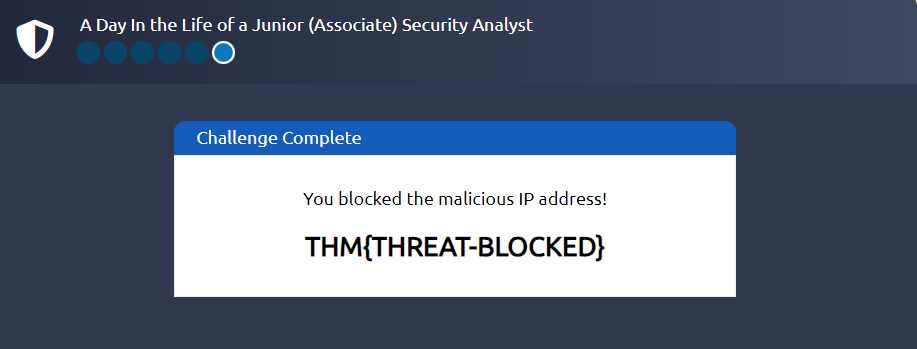 A Day In the Life of a Junior (Associate) Security Analyst
Challenge Complete
You blocked the malicious IP address!
THM{THREAT-BLOCKED}